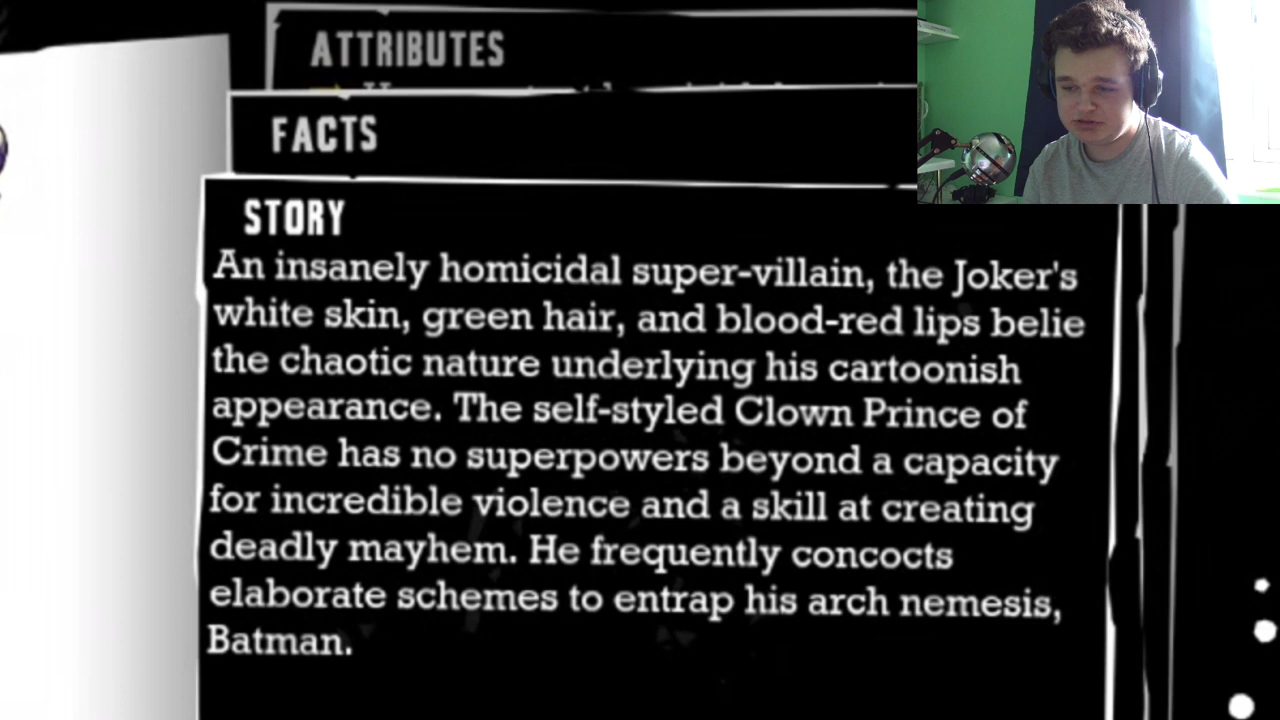 ATTRIBUTES
FACTS
STORY
An insanely homicidal super-villain, the Joker's
white skin, green hair, and blood-red lips belie
the chaotic nature underlying his cartoonish
appearance. The self-styled Clown Prince of
Crime has no superpowers beyond a capacity
for incredible violence and a skill at creating
deadly mayhem. He frequently concocts
elaborate schemes to entrap his arch nemesis,
Batman.